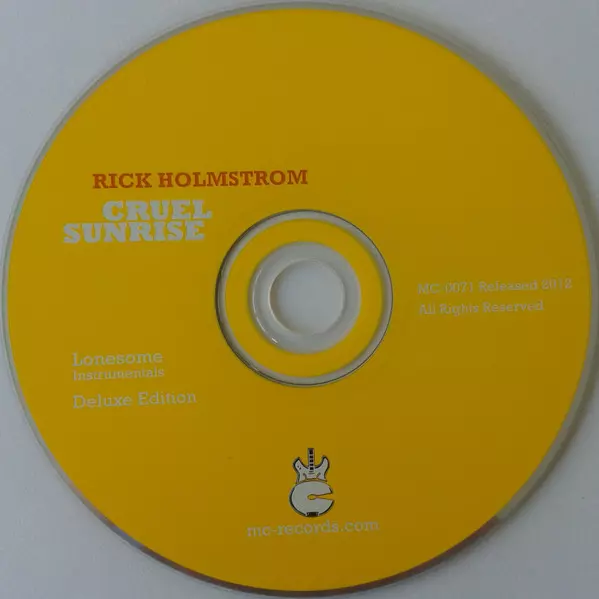 RICK HOLMSTROM
CRUEL
SUNRISE
MC-0071 Released 2012
All Rights Reserved
Lonesome
Instrumentals
Deluxe Edition
mc-records.com